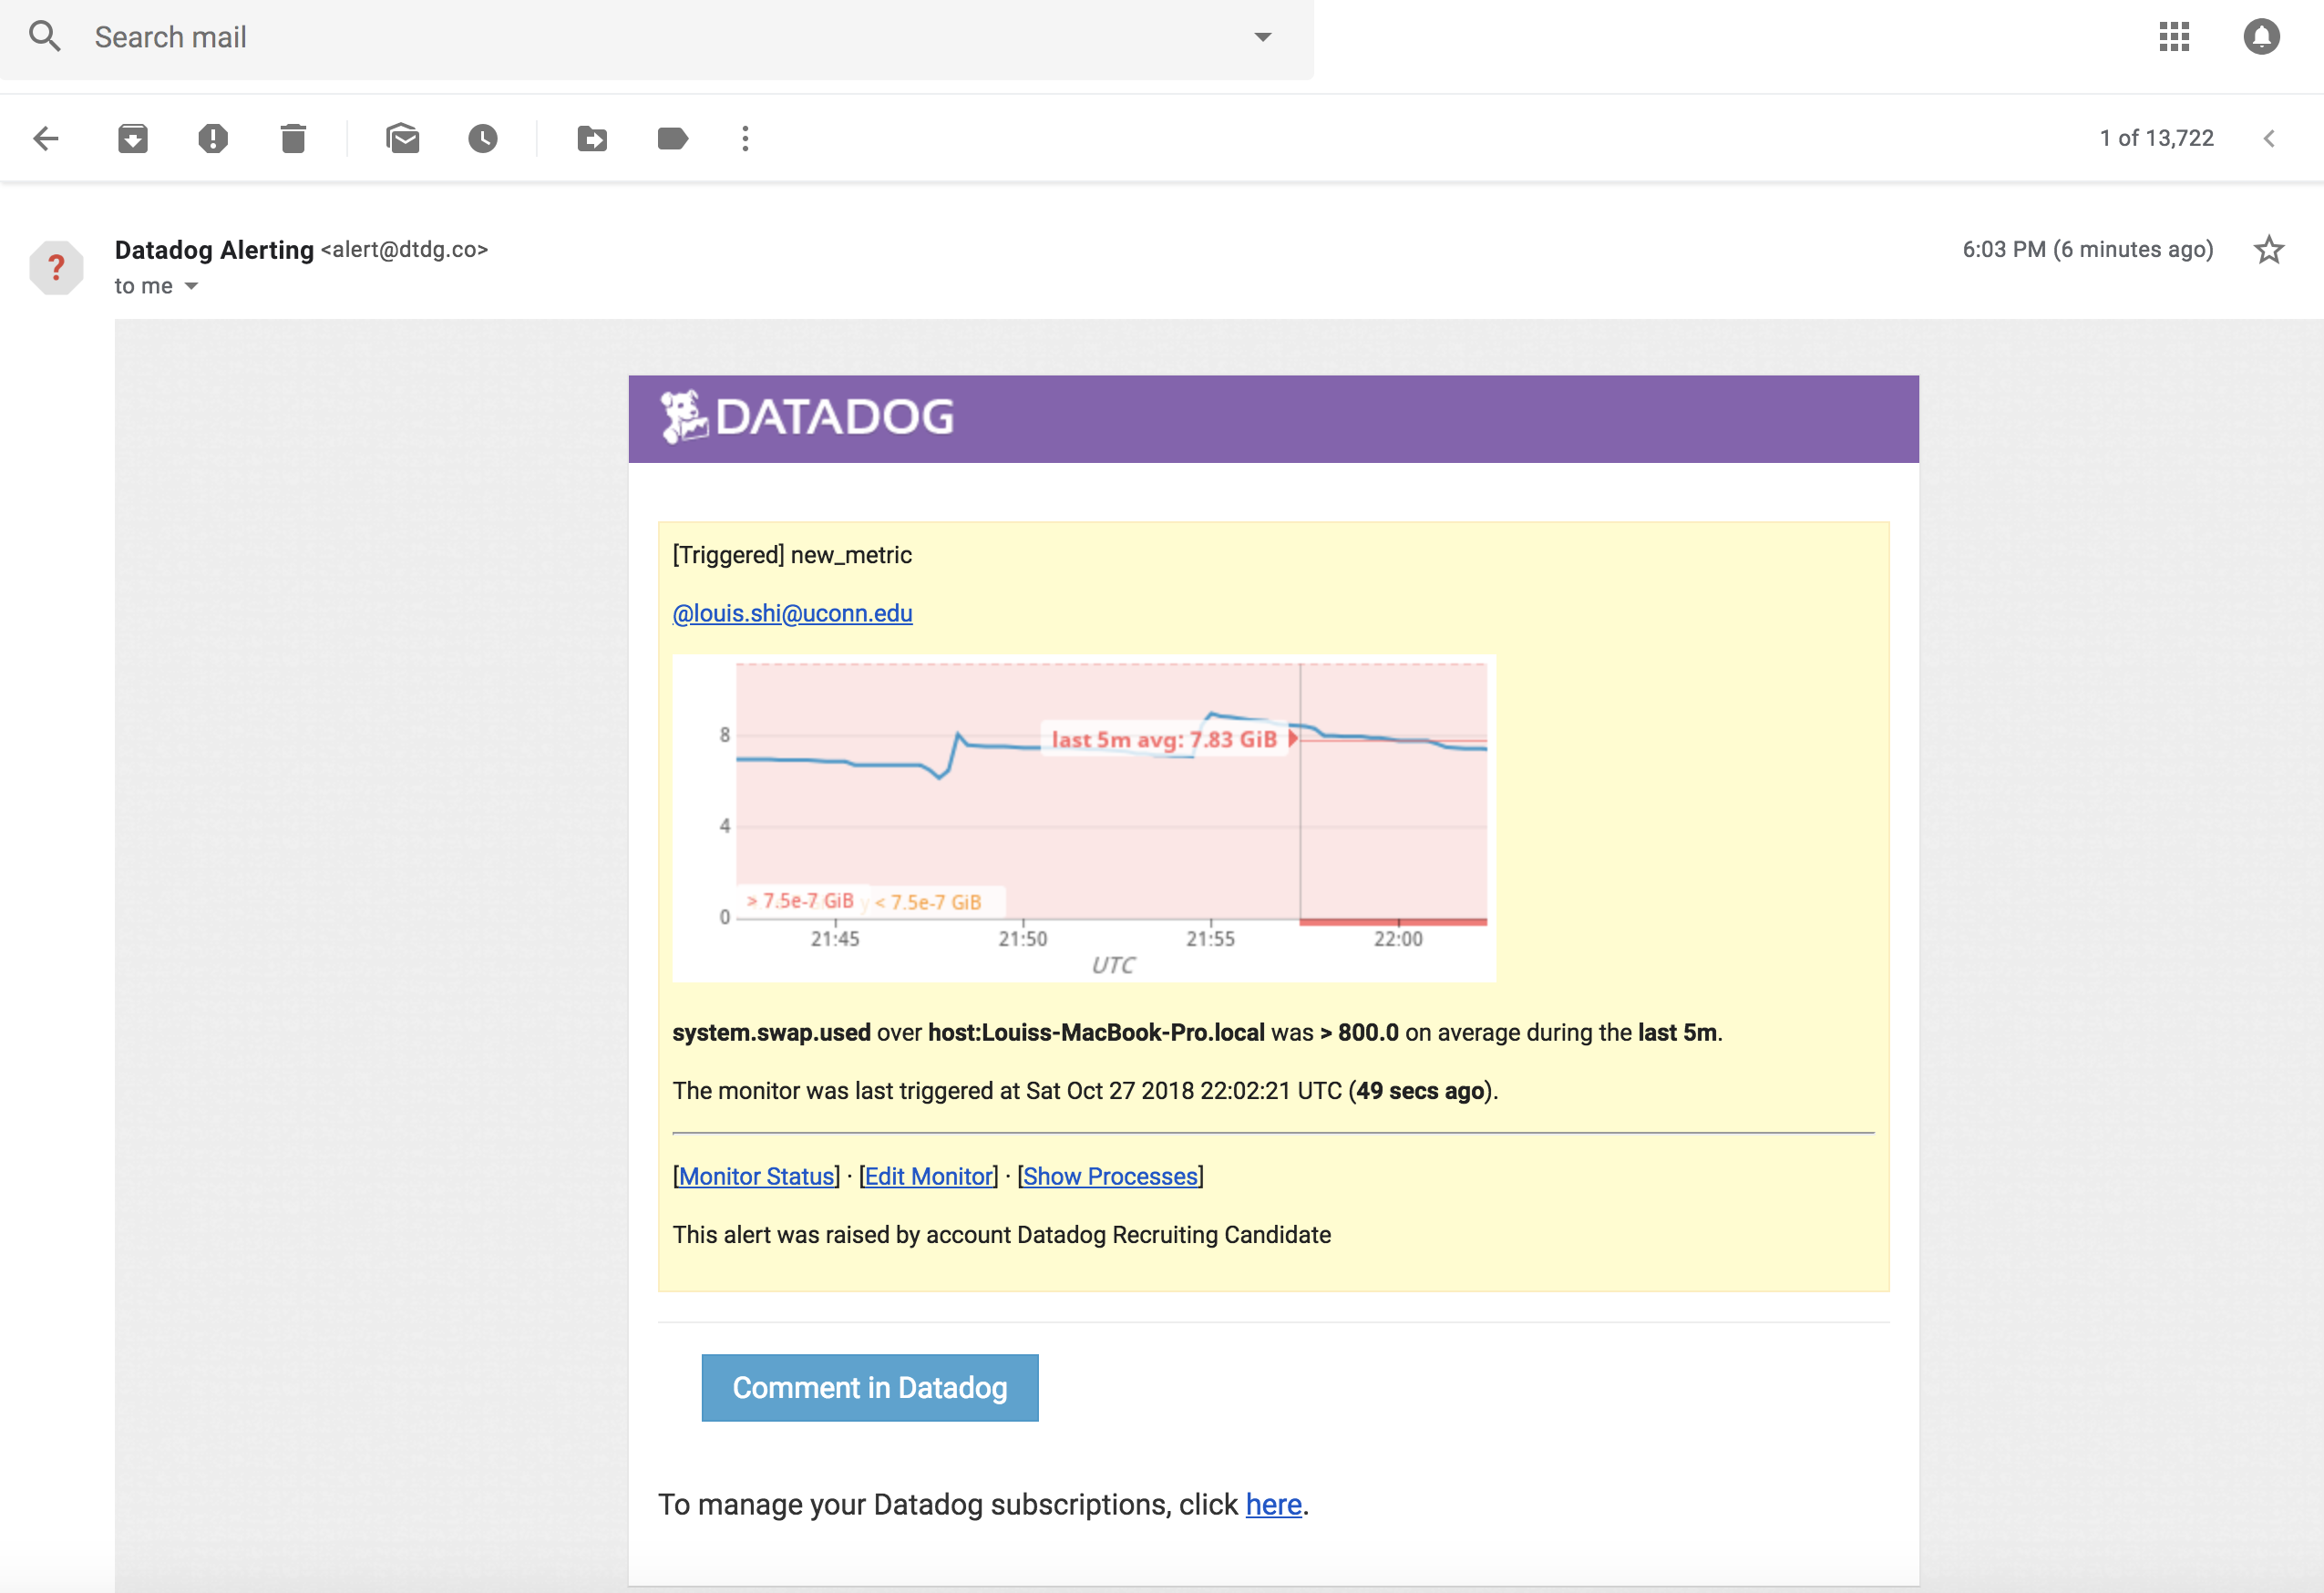 Search mail
1 of 13,722
Datadog Alerting <alert@dtdg.co>
6:03 PM (6 minutes ago)
?
to me
DATADOG
[Triggered] new_metric
@louis.shi@uconn.edu
8
last 5m avg: 7.83 GiB
4
> 7.5e-7 GiB
y < 7.5e-7 GiB
0
21:45 21:50 21:55 22:00
UTC
system.swap.used over host:Louiss-MacBook-Pro.local was > 800.0 on average during the last 5m.
The monitor was last triggered at Sat Oct 27 2018 22:02:21 UTC (49 secs ago).
[Monitor Status] · [Edit Monitor] · [Show Processes]
This alert was raised by account Datadog Recruiting Candidate
Comment in Datadog
To manage your Datadog subscriptions, click here.